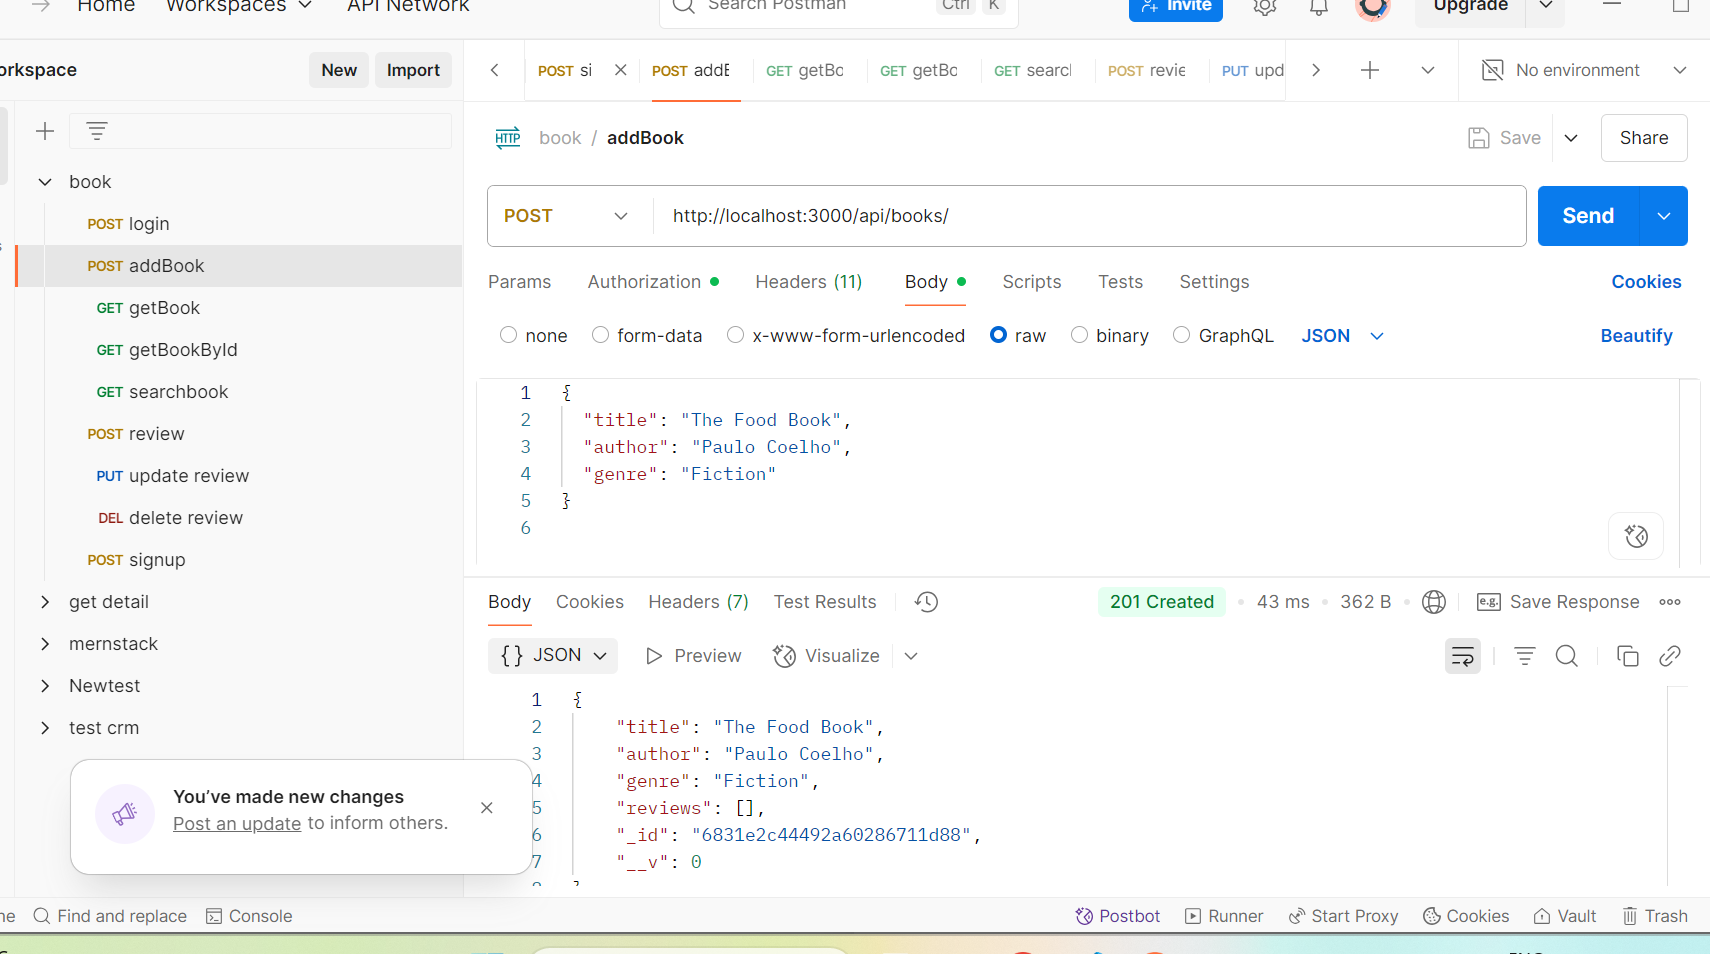 Home Workspaces API Network Search Postman Ctrl K Invite Upgrade
orkspace New Import POST si POST addB GET getBo GET getBo GET searcl POST revie PUT upd No environment
HTTP book / addBook Save Share
book
POST login
POST addBook
GET getBook
GET getBookById
GET searchbook
POST review
PUT update review
DEL delete review
POST signup
get detail
mernstack
Newtest
test crm
You've made new changes
Post an update to inform others.
POST http://localhost:3000/api/books/ Send
Params Authorization Headers (11) Body Scripts Tests Settings Cookies
none form-data x-www-form-urlencoded raw binary GraphQL JSON Beautify
1 {
2 "title": "The Food Book",
3 "author": "Paulo Coelho",
4 "genre": "Fiction"
5 }
6
Body Cookies Headers (7) Test Results 201 Created • 43 ms • 362 B • e.g. Save Response
{} JSON Preview Visualize
1 {
2 "title": "The Food Book",
3 "author": "Paulo Coelho",
4 "genre": "Fiction",
5 "reviews": [],
6 "_id": "6831e2c44492a60286711d88",
7 "__v": 0
8 }
ne Find and replace Console Postbot Runner Start Proxy Cookies Vault Trash